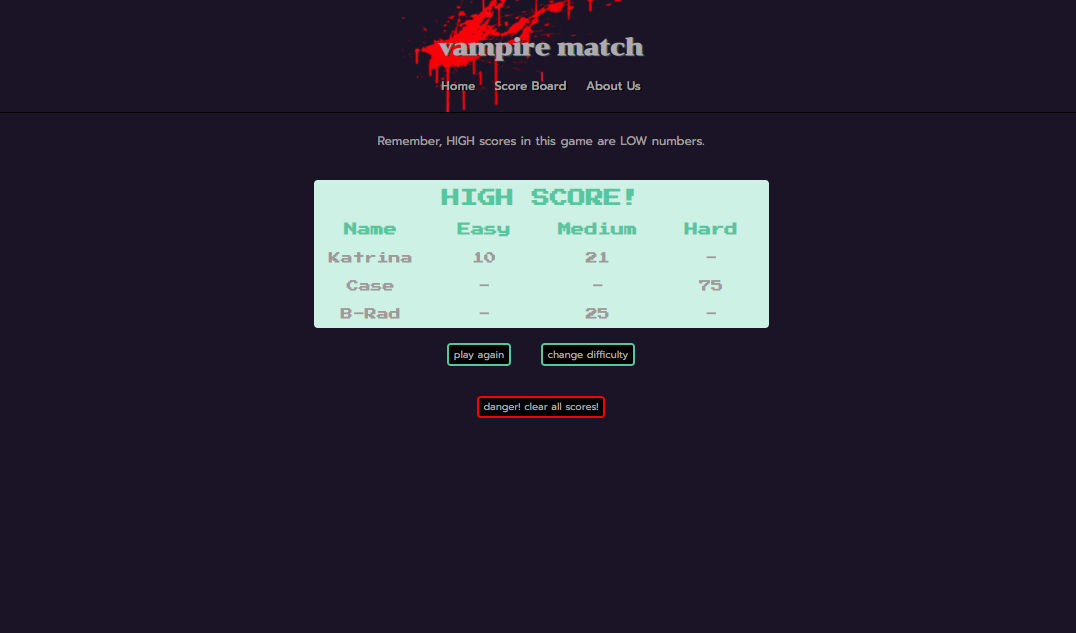 vampire match
Home Score Board About Us
Remember, HIGH scores in this game are LOW numbers.
HIGH SCORE!
Name Easy Medium Hard
Katrina 10 21 -
Case - - 75
B-Rad - 25 -
play again change difficulty
danger! clear all scores!